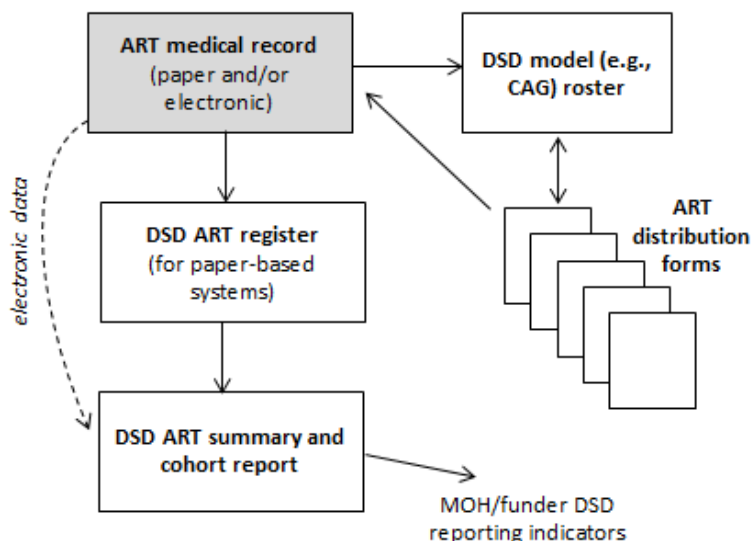 ART medical record
(paper and/or
electronic)
DSD model (e.g.,
CAG) roster
electronic data
DSD ART register
(for paper-based
systems)
ART
distribution
forms
DSD ART summary and
cohort report
MOH/funder DSD
reporting indicators